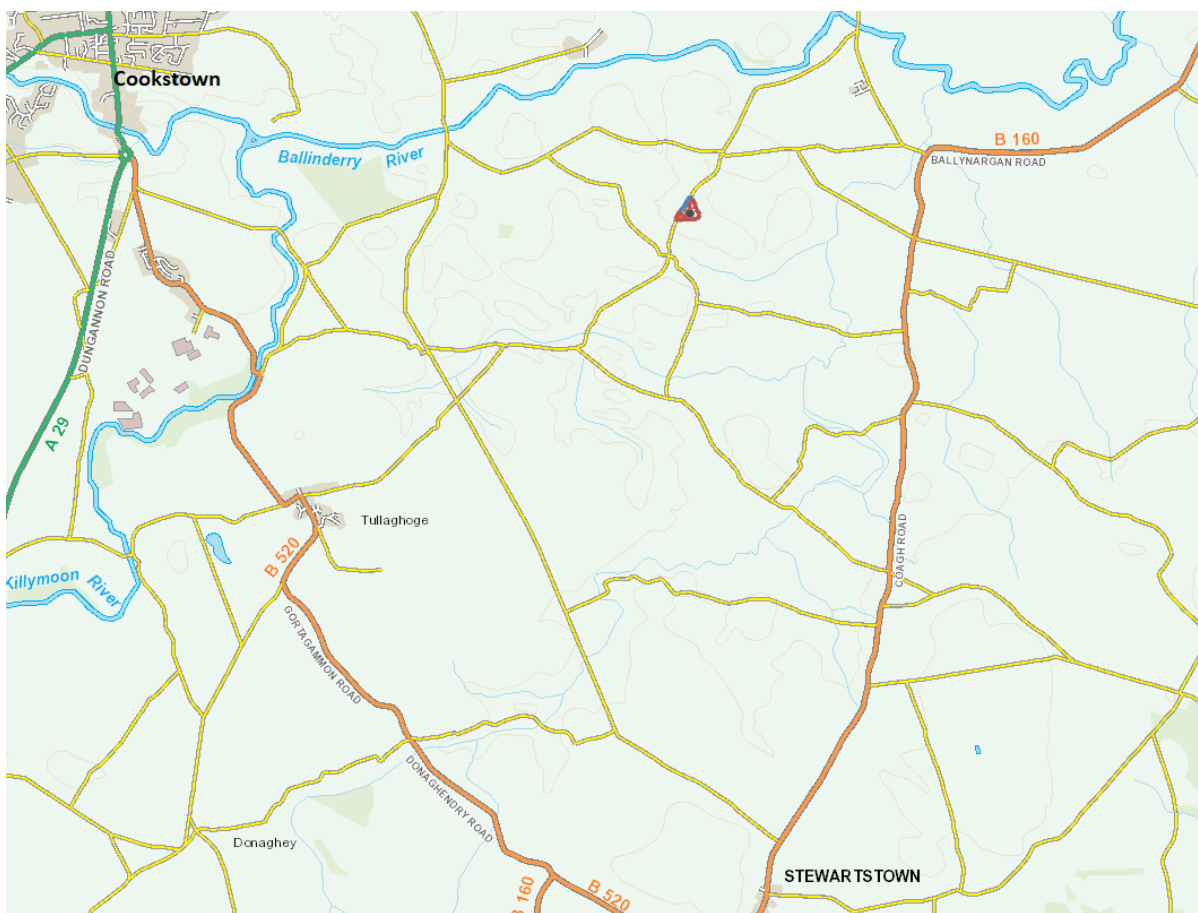 Cookstown
Ballinderry River
B 160
BALLYNARGAN ROAD
DUNGANNON ROAD
A 29
Tullaghoge
B 520
COAGH ROAD
Killymoon River
GORTAGAMMON ROAD
DONAGHENDRY ROAD
Donaghey
STEWARTSTOWN
B 160
B 520